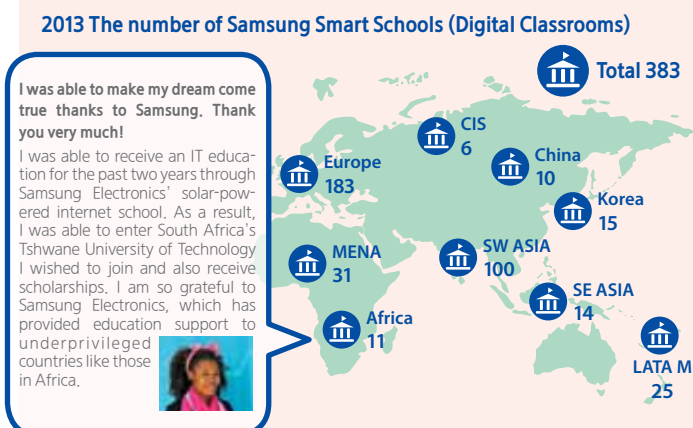 2013 The number of Samsung Smart Schools (Digital Classrooms)
Total 383
I was able to make my dream come
true thanks to Samsung. Thank
you very much!
I was able to receive an IT educa-
tion for the past two years through
Samsung Electronics' solar-pow-
ered internet school. As a result,
I was able to enter South Africa's
Tshwane University of Technology
I wished to join and also receive
scholarships. I am so grateful to
Samsung Electronics, which has
provided education support to
underprivileged
countries like those
in Africa.
CIS
6
Europe
183
China
10
Korea
15
MENA
31
SW ASIA
100
SE ASIA
14
Africa
11
LATA M
25